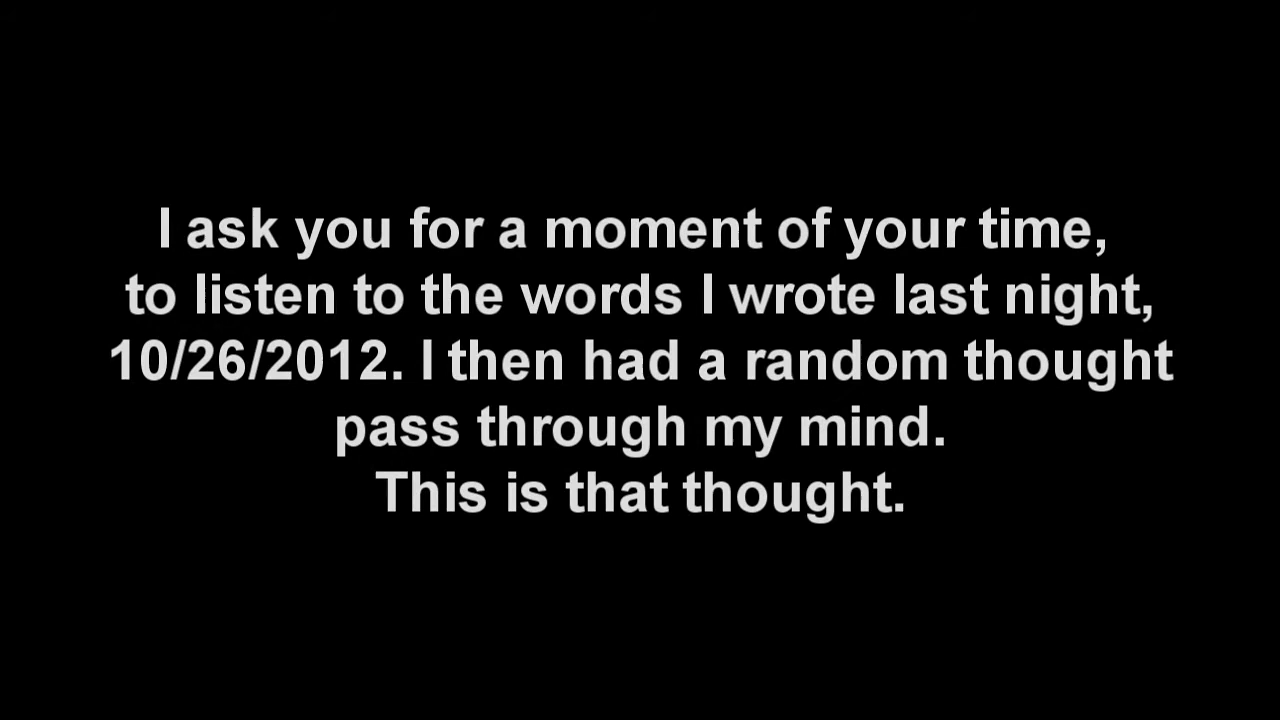 I ask you for a moment of your time,
to listen to the words I wrote last night,
10/26/2012. I then had a random thought
pass through my mind.
This is that thought.